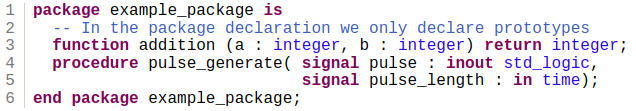 1 package example_package is
2   -- In the package declaration we only declare prototypes
3   function addition (a : integer, b : integer) return integer;
4   procedure pulse_generate( signal pulse : inout std_logic,
5                             signal pulse_length : in time);
6 end package example_package;